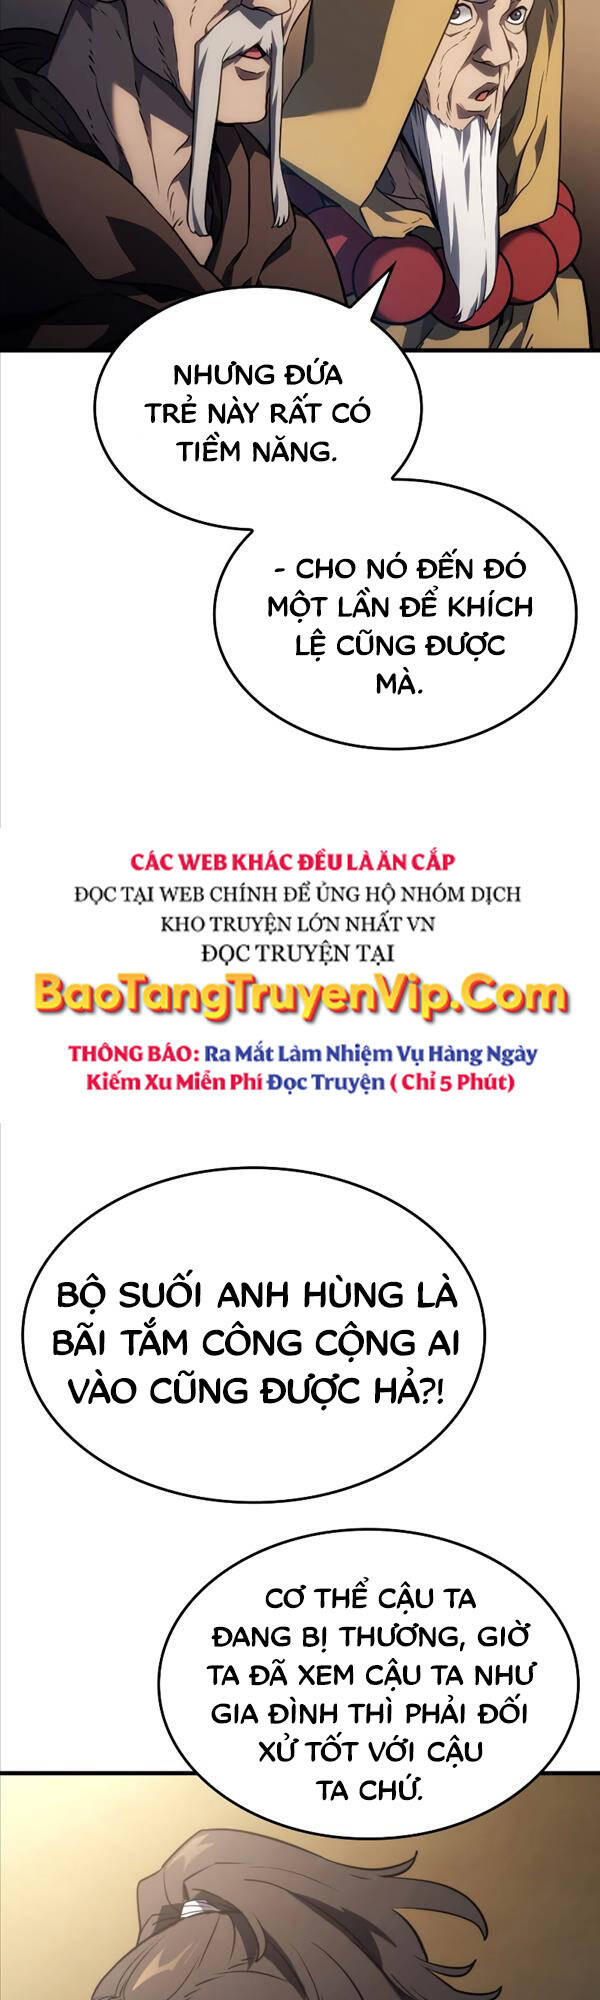 NHƯNG ĐỨA
TRẺ NÀY RẤT CÓ
TIỀM NĂNG.
- CHO NÓ ĐẾN ĐÓ
MỘT LẦN ĐỂ KHÍCH
LỆ CŨNG ĐƯỢC
MÀ.
CÁC WEB KHÁC ĐỀU LÀ ĂN CẮP
ĐỌC TẠI WEB CHÍNH ĐỂ ỦNG HỘ NHÓM DỊCH
KHO TRUYỆN LỚN NHẤT VN
ĐỌC TRUYỆN TẠI
BaoTangTruyenVip.Com
THÔNG BÁO: Ra Mắt Làm Nhiệm Vụ Hàng Ngày
Kiếm Xu Miễn Phí Đọc Truyện ( Chỉ 5 Phút)
BỘ SUỐI ANH HÙNG LÀ
BÃI TẮM CÔNG CỘNG AI
VÀO CŨNG ĐƯỢC HẢ?!
CƠ THỂ CẬU TA
ĐANG BỊ THƯƠNG, GIỜ
TA ĐÃ XEM CẬU TA NHƯ
GIA ĐÌNH THÌ PHẢI ĐỐI
XỬ TỐT VỚI CẬU
TA CHỨ.